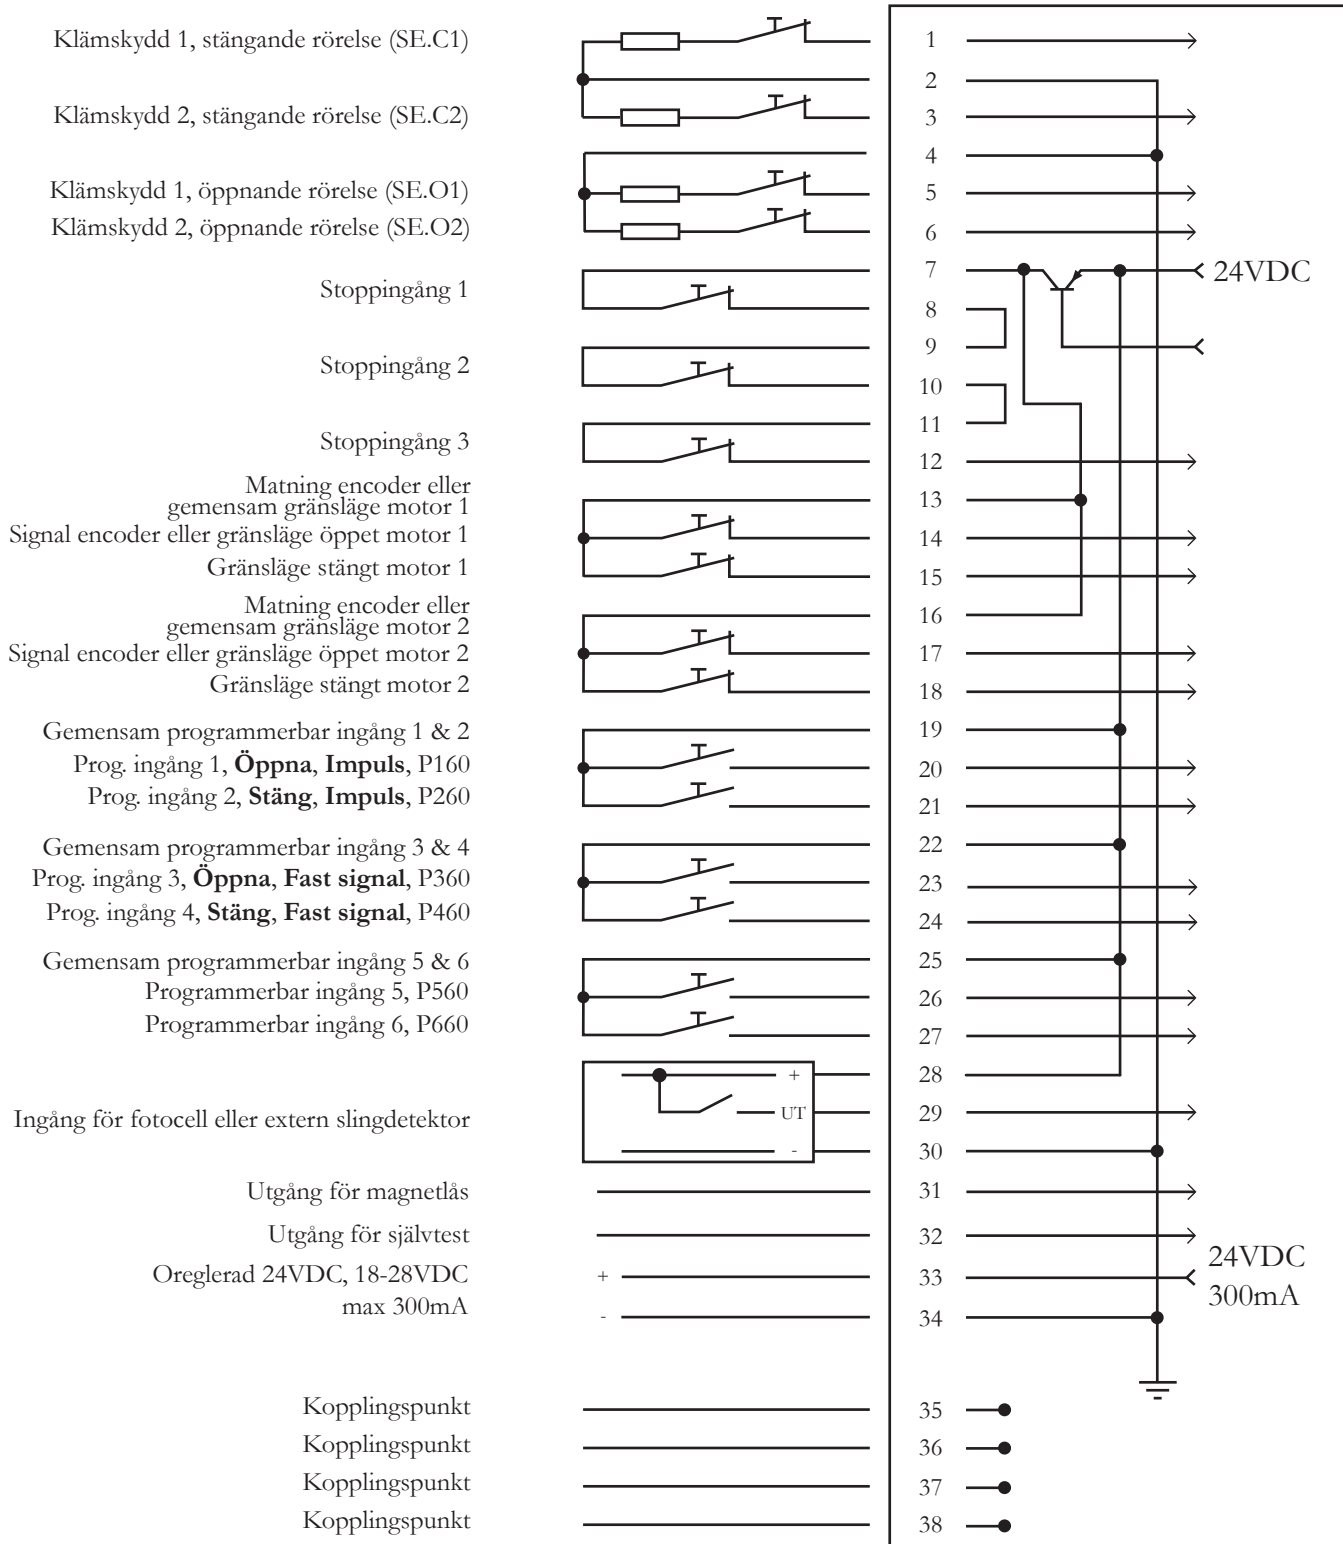 Klämskydd 1, stängande rörelse (SE.C1)
1
2
Klämskydd 2, stängande rörelse (SE.C2)
3
4
Klämskydd 1, öppnande rörelse (SE.O1)
5
Klämskydd 2, öppnande rörelse (SE.O2)
6
7
24VDC
Stoppingång 1
8
9
Stoppingång 2
10
11
Stoppingång 3
12
Matning encoder eller
gemensam gränsläge motor 1
13
Signal encoder eller gränsläge öppet motor 1
14
Gränsläge stängt motor 1
15
Matning encoder eller
gemensam gränsläge motor 2
16
Signal encoder eller gränsläge öppet motor 2
17
Gränsläge stängt motor 2
18
Gemensam programmerbar ingång 1 & 2
19
Prog. ingång 1, Öppna, Impuls, P160
20
Prog. ingång 2, Stäng, Impuls, P260
21
Gemensam programmerbar ingång 3 & 4
22
Prog. ingång 3, Öppna, Fast signal, P360
23
Prog. ingång 4, Stäng, Fast signal, P460
24
Gemensam programmerbar ingång 5 & 6
25
Programmerbar ingång 5, P560
26
Programmerbar ingång 6, P660
27
+
28
Ingång för fotocell eller extern slingdetektor
UT
29
-
30
Utgång för magnetlås
31
Utgång för självtest
32
Oreglerad 24VDC, 18-28VDC
max 300mA
+
33
24VDC
300mA
-
34
Kopplingspunkt
35
Kopplingspunkt
36
Kopplingspunkt
37
Kopplingspunkt
38